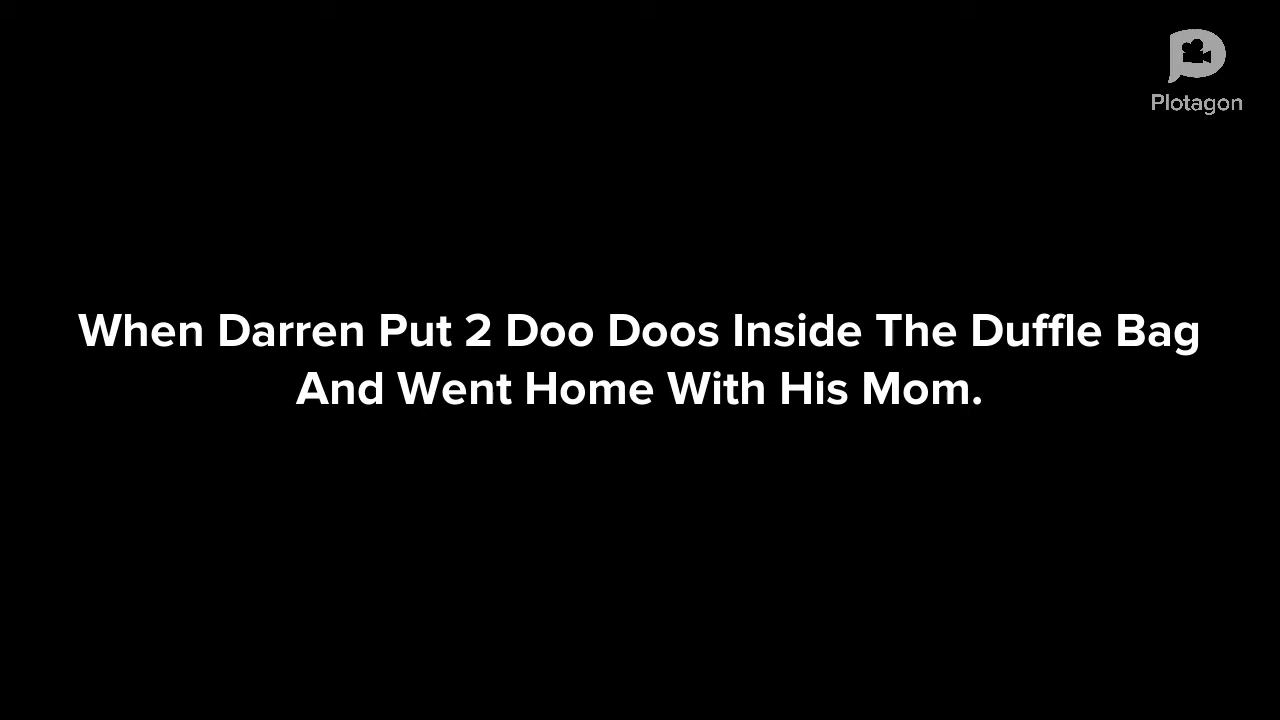 Plotagon
When Darren Put 2 Doo Doos Inside The Duffle Bag
And Went Home With His Mom.